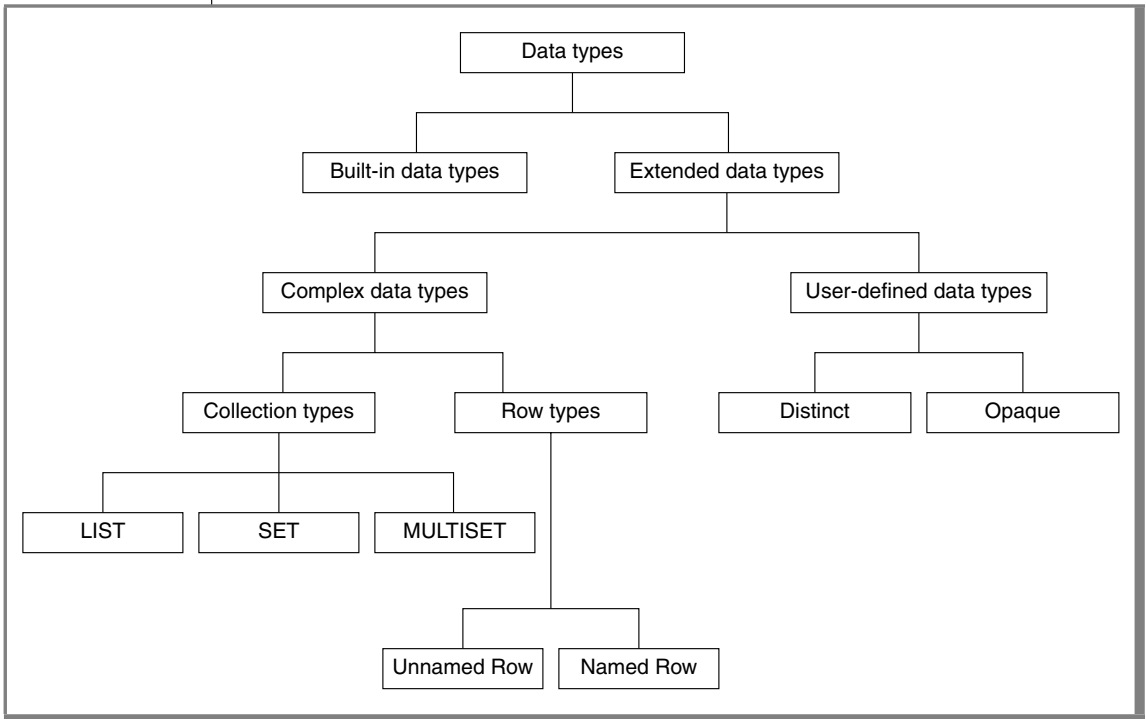 Data types
Built-in data types
Extended data types
Complex data types
User-defined data types
Collection types
Row types
Distinct
Opaque
LIST
SET
MULTISET
Unnamed Row
Named Row